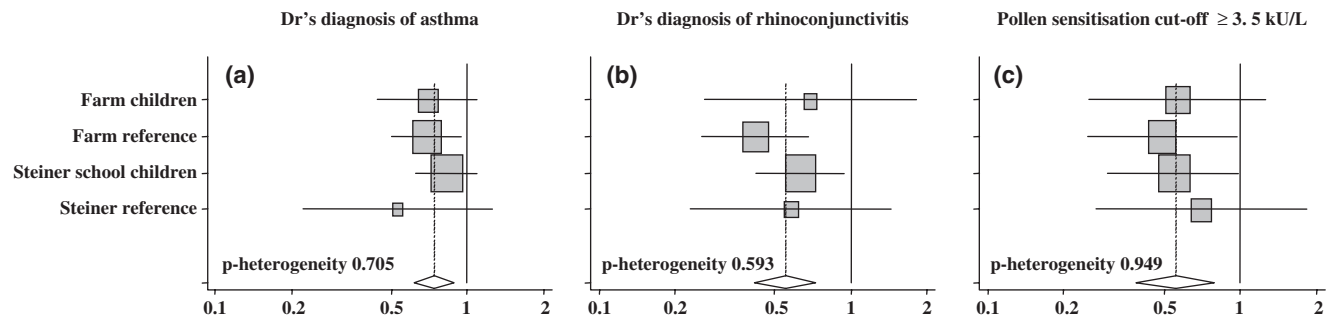 Dr's diagnosis of asthma
Dr's diagnosis of rhinoconjunctivitis
Pollen sensitisation cut-off ≥ 3. 5 kU/L
(a)
(b)
(c)
Farm children
Farm reference
Steiner school children
Steiner reference
p-heterogeneity 0.705
p-heterogeneity 0.593
p-heterogeneity 0.949
0.1 0.2 0.5 1 2
0.1 0.2 0.5 1 2
0.1 0.2 0.5 1 2